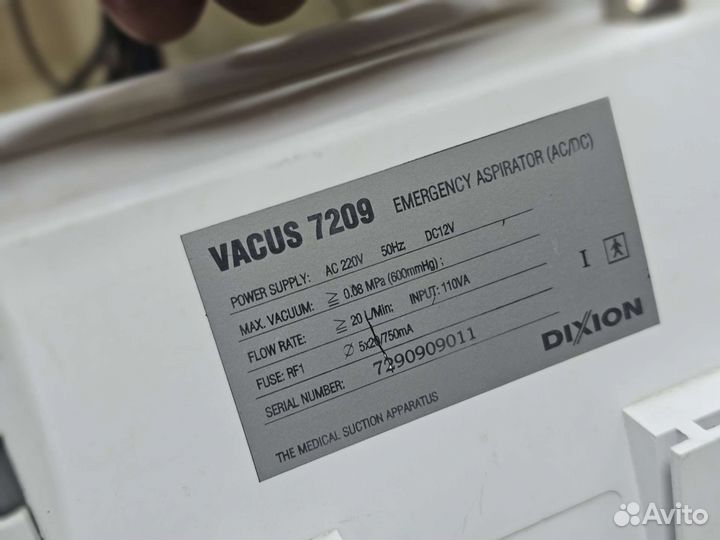 VACUS 7209 EMERGENCY ASPIRATOR (AC/DC)
POWER SUPPLY: AC 220V 50Hz DC12V
MAX. VACUUM: ≧ 0.08 MPa (600mmHg) ;
FLOW RATE: ≧ 20 L/Min; INPUT: 110VA
FUSE: RF1 ∅ 5x20/750mA
SERIAL NUMBER: 7290909011
I
DIXION
THE MEDICAL SUCTION APPARATUS
Avito